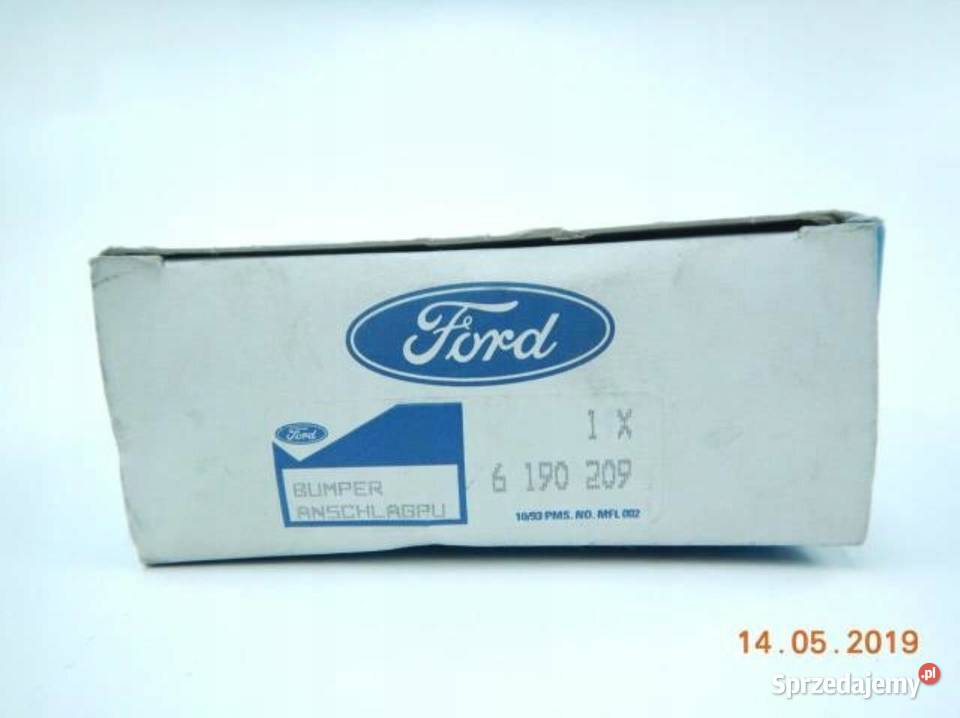 Ford
Ford
1 X
6 190 209
BUMPER
ANSCHLAGPU
10/93 PMS. NO. MFL 002
14.05.2019
Sprzedajemy.pl